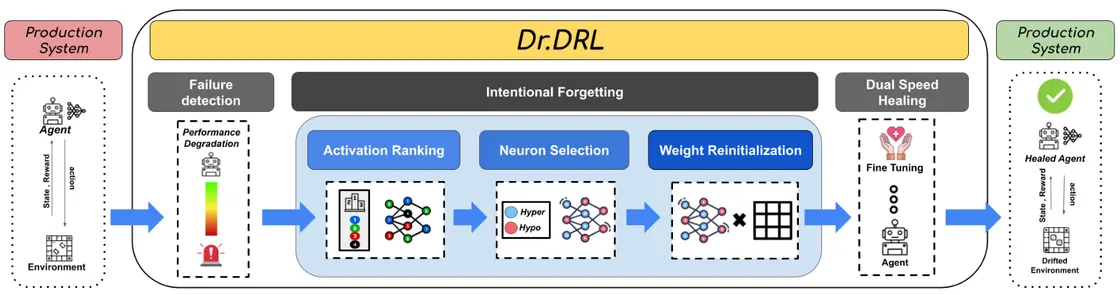 Production
System
Agent
State , Reward
action
Environment
Dr.DRL
Failure
detection
Performance
Degradation
Intentional Forgetting
Activation Ranking
Neuron Selection
Hyper
Hypo
Weight Reinitialization
Dual Speed
Healing
Fine Tuning
Agent
Production
System
Healed Agent
State , Reward
action
Drifted
Environment